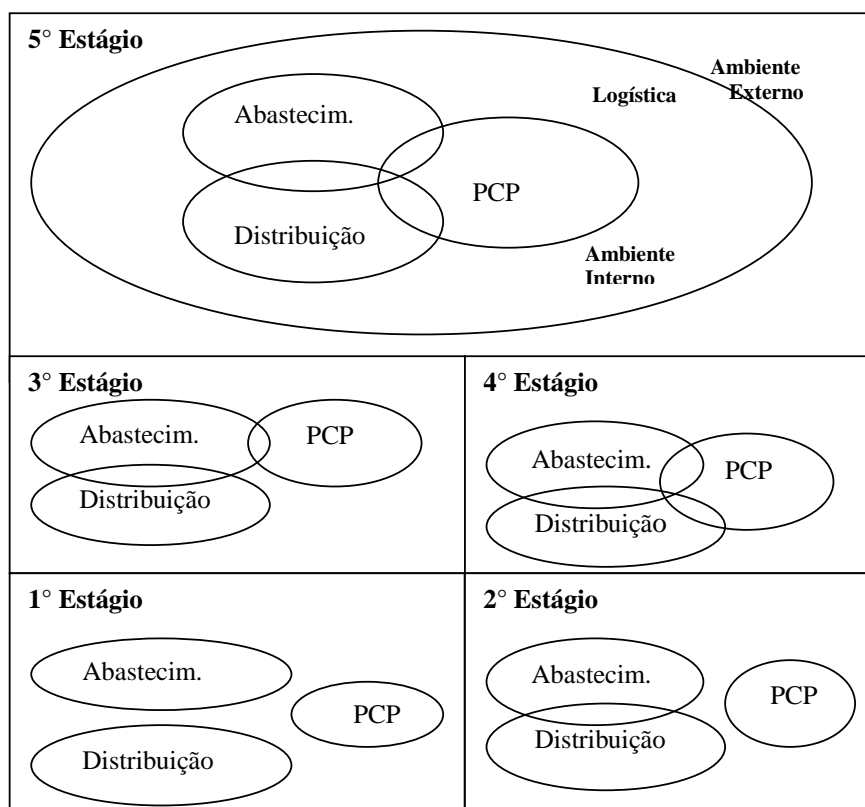 5° Estágio
Ambiente
Externo
Logística
Abastecim.
PCP
Distribuição
Ambiente
Interno
3° Estágio
Abastecim.
PCP
Distribuição
4° Estágio
Abastecim.
PCP
Distribuição
1° Estágio
Abastecim.
PCP
Distribuição
2° Estágio
Abastecim.
PCP
Distribuição